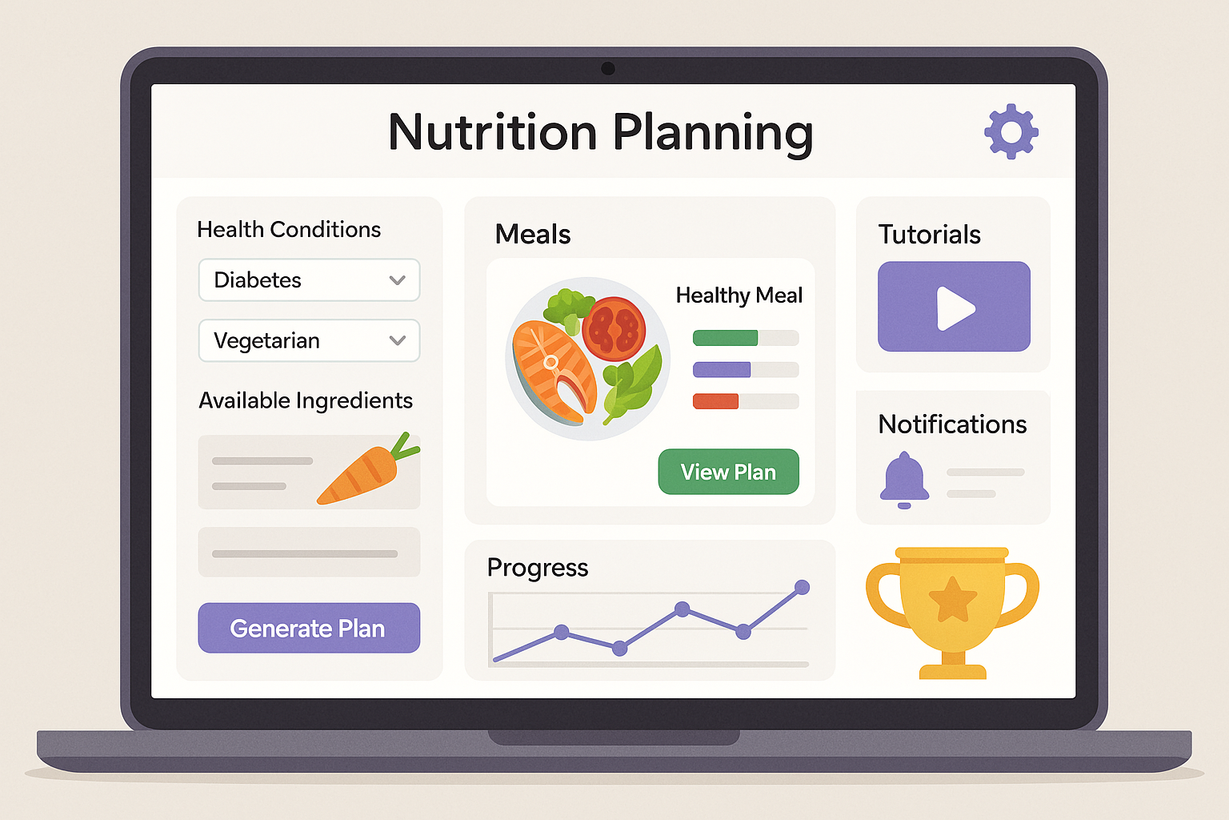 Nutrition Planning
Health Conditions
Diabetes
Vegetarian
Available Ingredients
Generate Plan
Meals
Healthy Meal
View Plan
Progress
Tutorials
Notifications